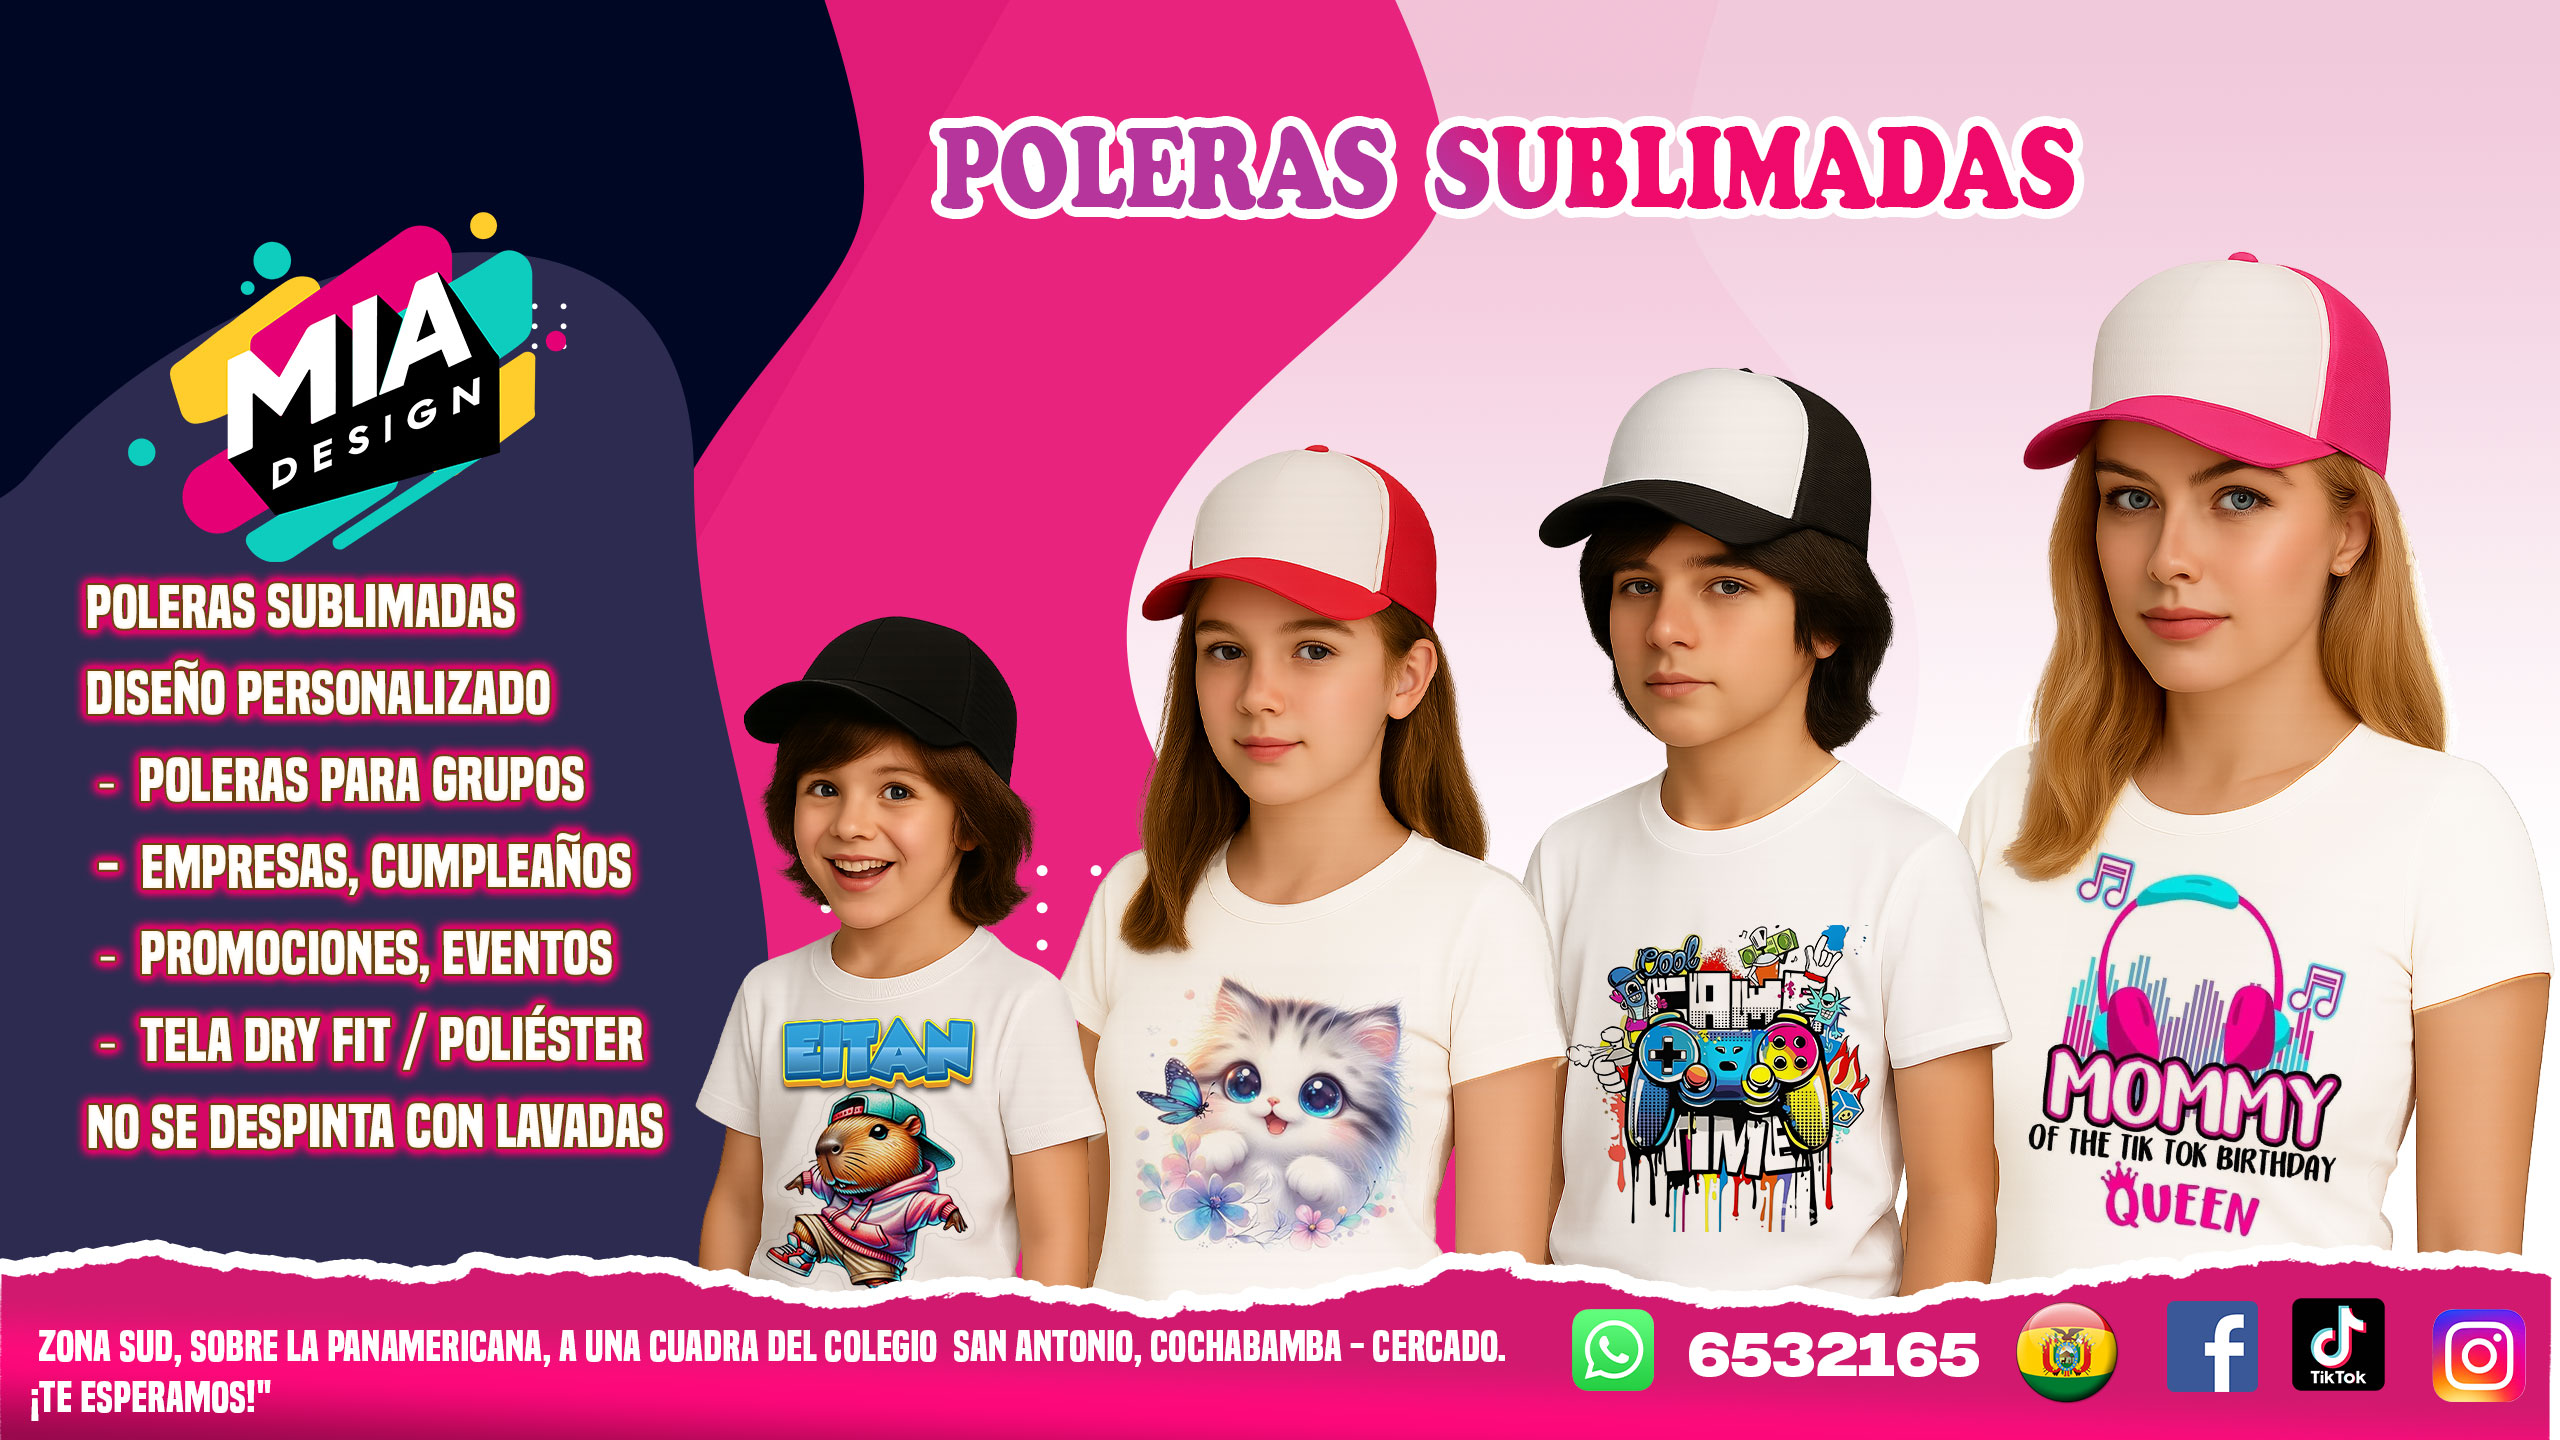 POLERAS SUBLIMADAS
MIA
DESIGN
POLERAS SUBLIMADAS
DISEÑO PERSONALIZADO
- POLERAS PARA GRUPOS
- EMPRESAS, CUMPLEAÑOS
- PROMOCIONES, EVENTOS
- TELA DRY FIT / POLIÉSTER
NO SE DESPINTA CON LAVADAS
EITAN
Cool
GAME
TIME
MOMMY
OF THE TIK TOK BIRTHDAY
QUEEN
ZONA SUD, SOBRE LA PANAMERICANA, A UNA CUADRA DEL COLEGIO SAN ANTONIO, COCHABAMBA - CERCADO.
¡TE ESPERAMOS!"
6532165
TikTok